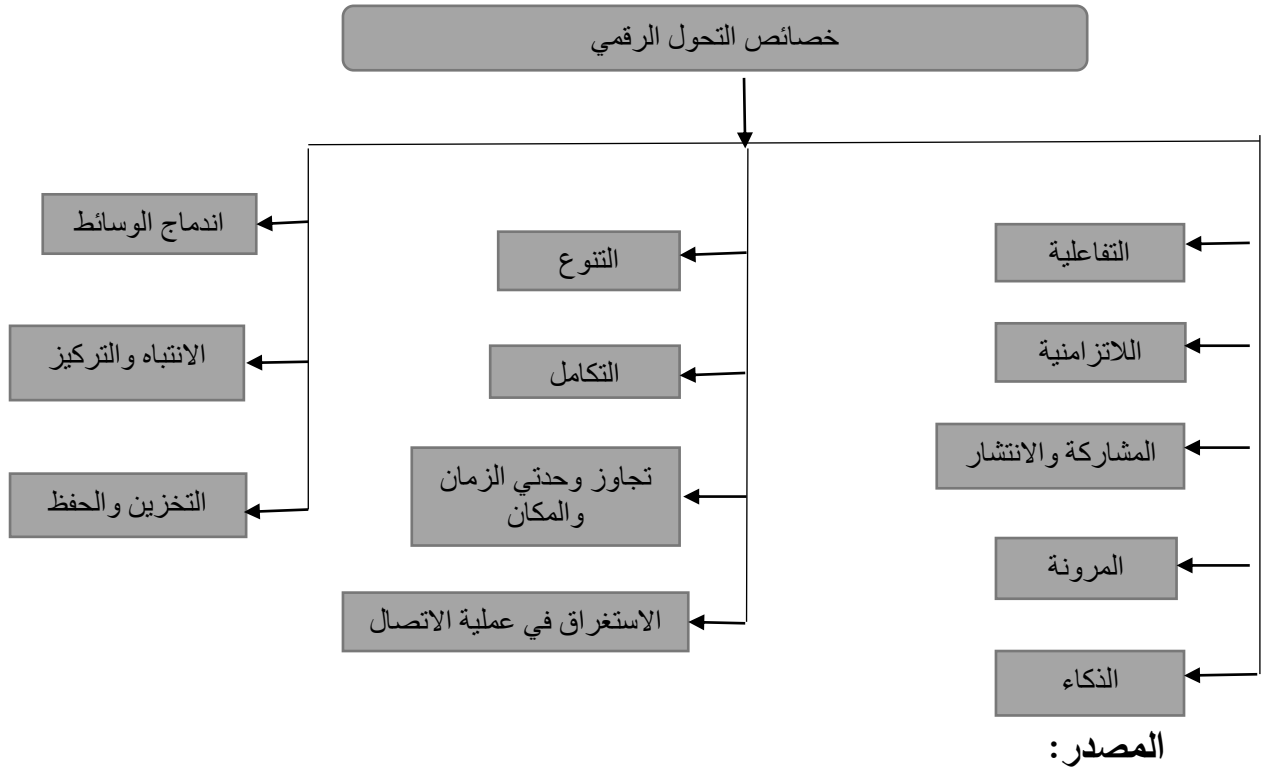 خصائص التحول الرقمي
التفاعلية
اللاتزامنية
المشاركة والانتشار
المرونة
الذكاء
التنوع
التكامل
تجاوز وحدتي الزمان
والمكان
الاستغراق في عملية الاتصال
اندماج الوسائط
الانتباه والتركيز
التخزين والحفظ
المصدر: